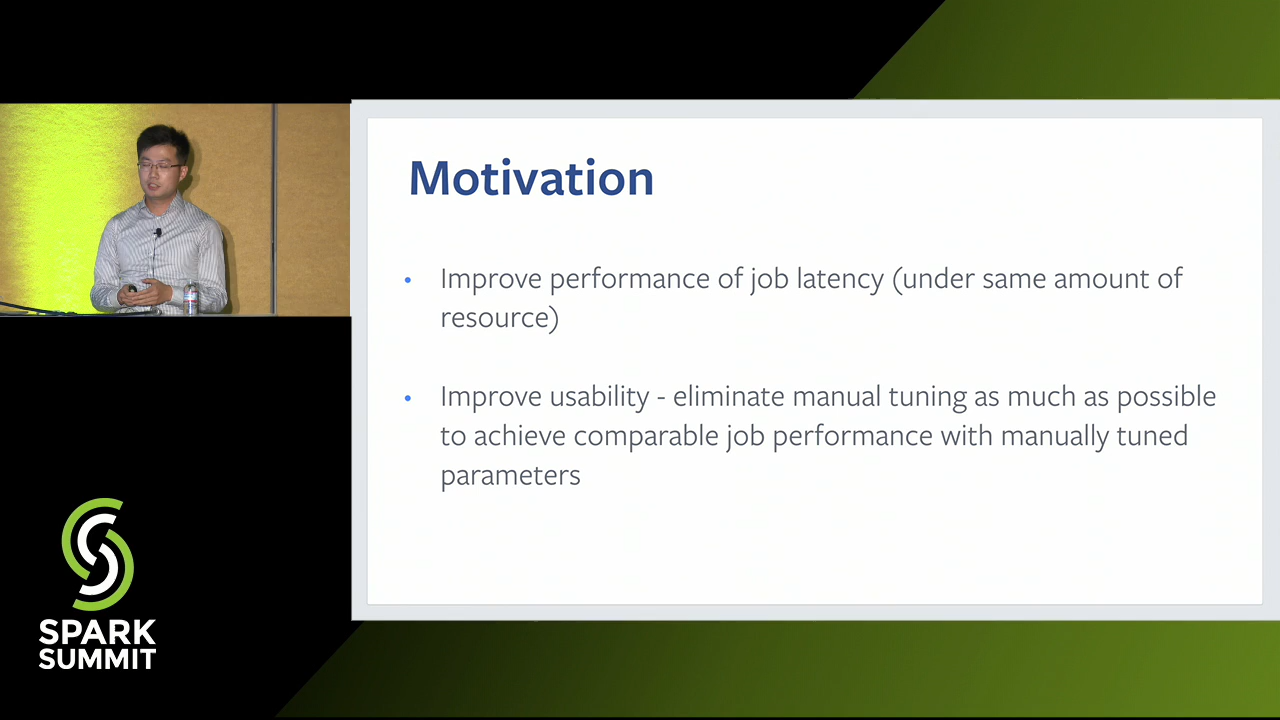 Motivation
• Improve performance of job latency (under same amount of
resource)
• Improve usability - eliminate manual tuning as much as possible
to achieve comparable job performance with manually tuned
parameters
SPARK
SUMMIT